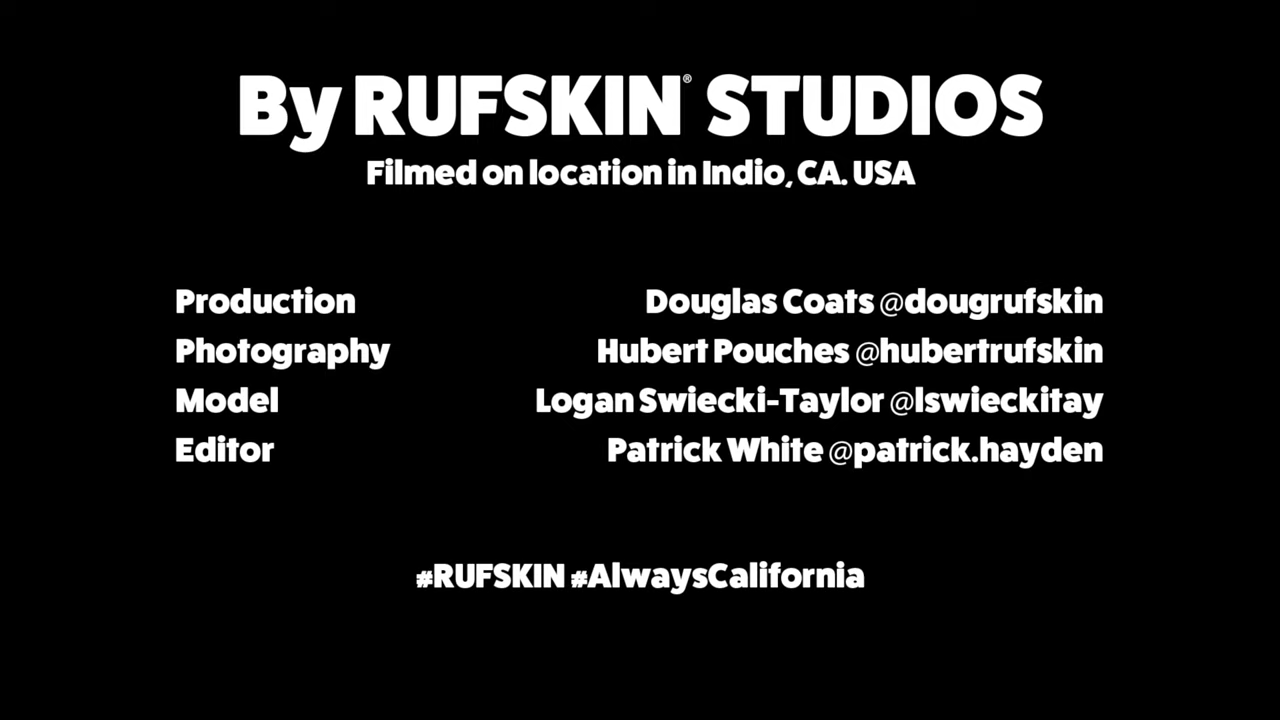 By RUFSKIN® STUDIOS
Filmed on location in Indio, CA. USA
Production Douglas Coats @dougrufskin
Photography Hubert Pouches @hubertrufskin
Model Logan Swiecki-Taylor @lswieckitay
Editor Patrick White @patrick.hayden
#RUFSKIN #AlwaysCalifornia